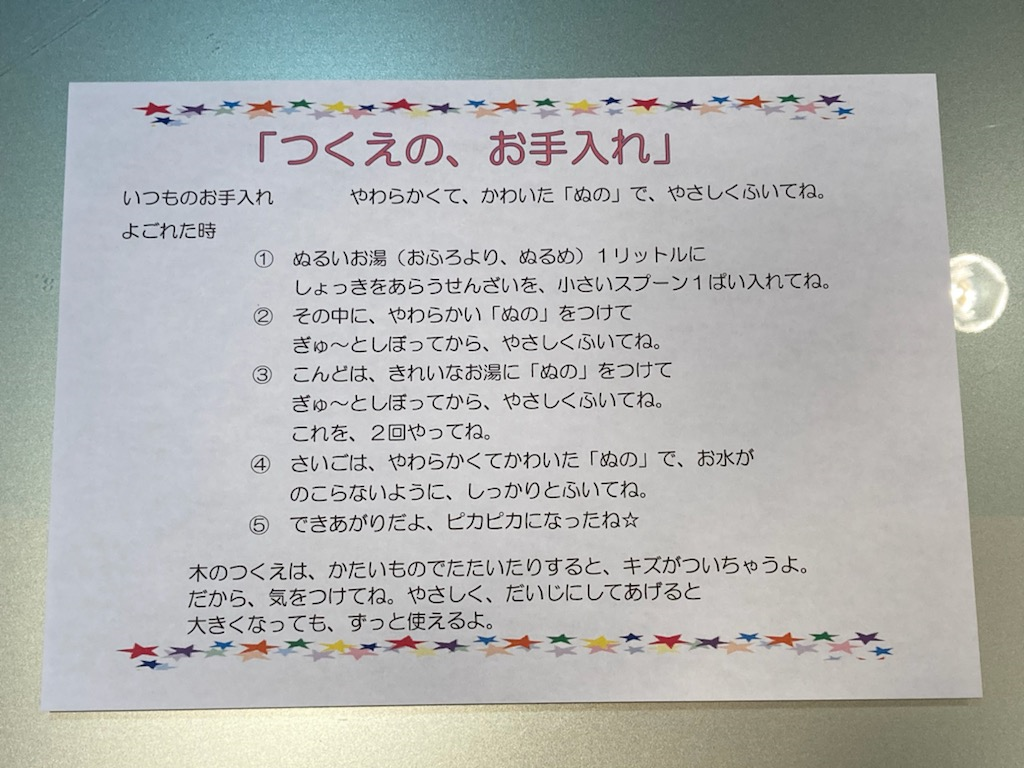 「つくえの、お手入れ」
いつものお手入れ　やわらかくて、かわいた「ぬの」で、やさしくふいてね。
よごれた時
① ぬるいお湯（おふろより、ぬるめ）１リットルに
しょっきをあらうせんざいを、小さいスプーン１ぱい入れてね。
② その中に、やわらかい「ぬの」をつけて
ぎゅ～としぼってから、やさしくふいてね。
③ こんどは、きれいなお湯に「ぬの」をつけて
ぎゅ～としぼってから、やさしくふいてね。
これを、２回やってね。
④ さいごは、やわらかくてかわいた「ぬの」で、お水が
のこらないように、しっかりとふいてね。
⑤ できあがりだよ、ピカピカになったね☆
木のつくえは、かたいものでたたいたりすると、キズがついちゃうよ。
だから、気をつけてね。やさしく、だいじにしてあげると
大きくなっても、ずっと使えるよ。